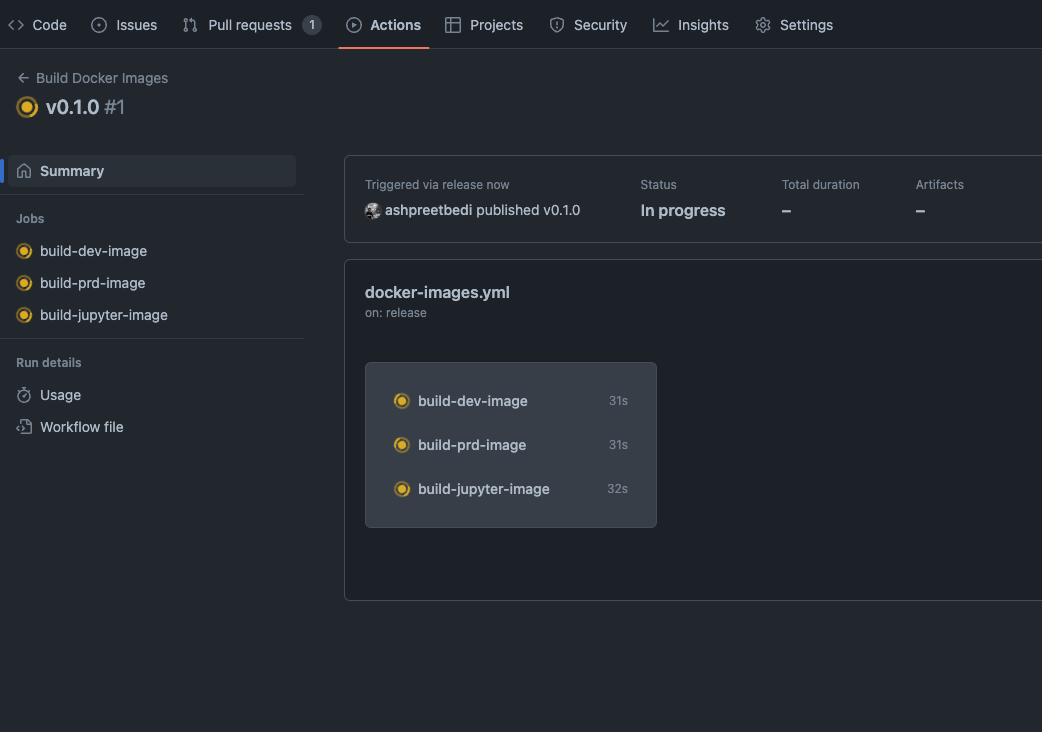 Code Issues Pull requests 1 Actions Projects Security Insights Settings
Build Docker Images
v0.1.0 #1
Summary
Jobs
build-dev-image
build-prd-image
build-jupyter-image
Run details
Usage
Workflow file
Triggered via release now
ashpreetbedi published v0.1.0
Status
In progress
Total duration
–
Artifacts
–
docker-images.yml
on: release
build-dev-image 31s
build-prd-image 31s
build-jupyter-image 32s